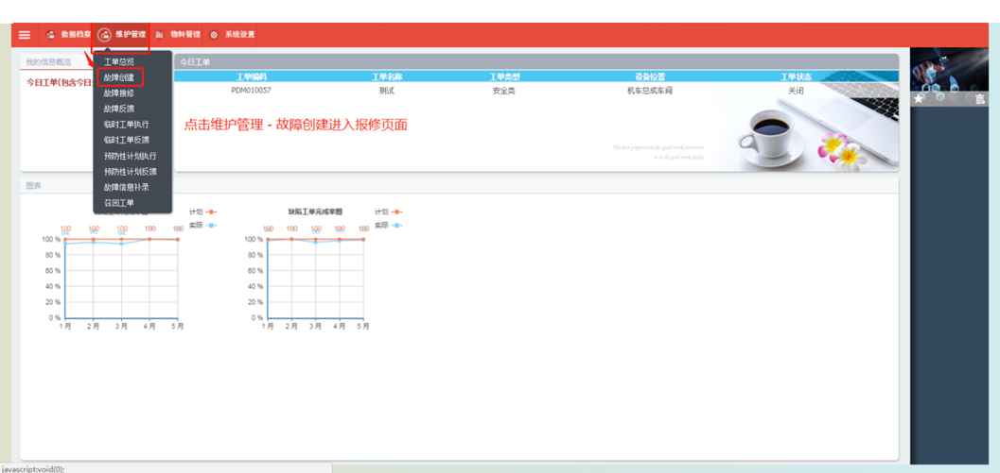 数据档案 维护管理 物料管理 系统设置
我的信息概览
今日工单(包含今日
工单总览
故障创建
故障接修
故障反馈
临时工单执行
临时工单反馈
预防性计划执行
预防性计划反馈
故障信息补录
召回工单
今日工单
工单编码 工单名称 工单类型 设备位置 工单状态
PDM010057 测试 安全类 机车总成车间 关闭
点击维护管理 - 故障创建进入报修页面
The best preparation for good work tomorrow
is to do good work today
图表
计划
实际
100 100 100 100 100
100 %
80 %
60 %
40 %
20 %
0 %
1月 2月 3月 4月 5月
缺陷工单完成率图
计划
实际
100 100 100 100 100
100 %
80 %
60 %
40 %
20 %
0 %
1月 2月 3月 4月 5月
javascript:void(0);